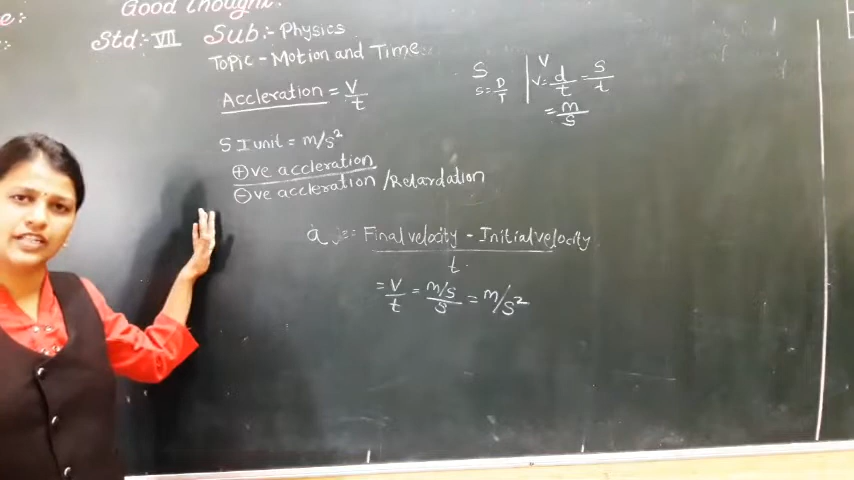 Good Thought:
Std:- VII Sub:- Physics
Topic - Motion and Time:
Accleration = V/t
S | V
s = D/T | v = d/t = s/t
= m/s
S I unit = m/s²
⊕ve accleration
⊖ve accleration /Retardation
a = Final velocity - Initial velocity / t
= V/t = m/s/s = m/s²